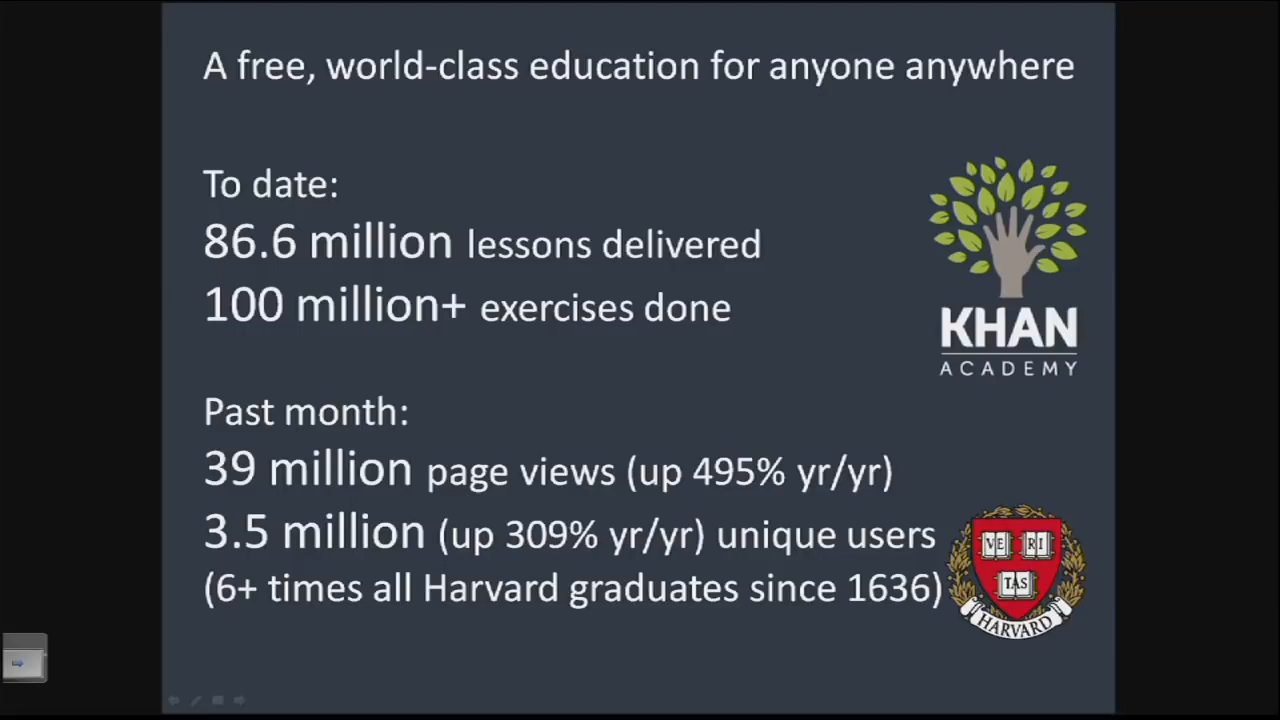 A free, world-class education for anyone anywhere
To date:
86.6 million lessons delivered
100 million+ exercises done
KHAN
ACADEMY
Past month:
39 million page views (up 495% yr/yr)
3.5 million (up 309% yr/yr) unique users
(6+ times all Harvard graduates since 1636)
VE RI
TAS
HARVARD